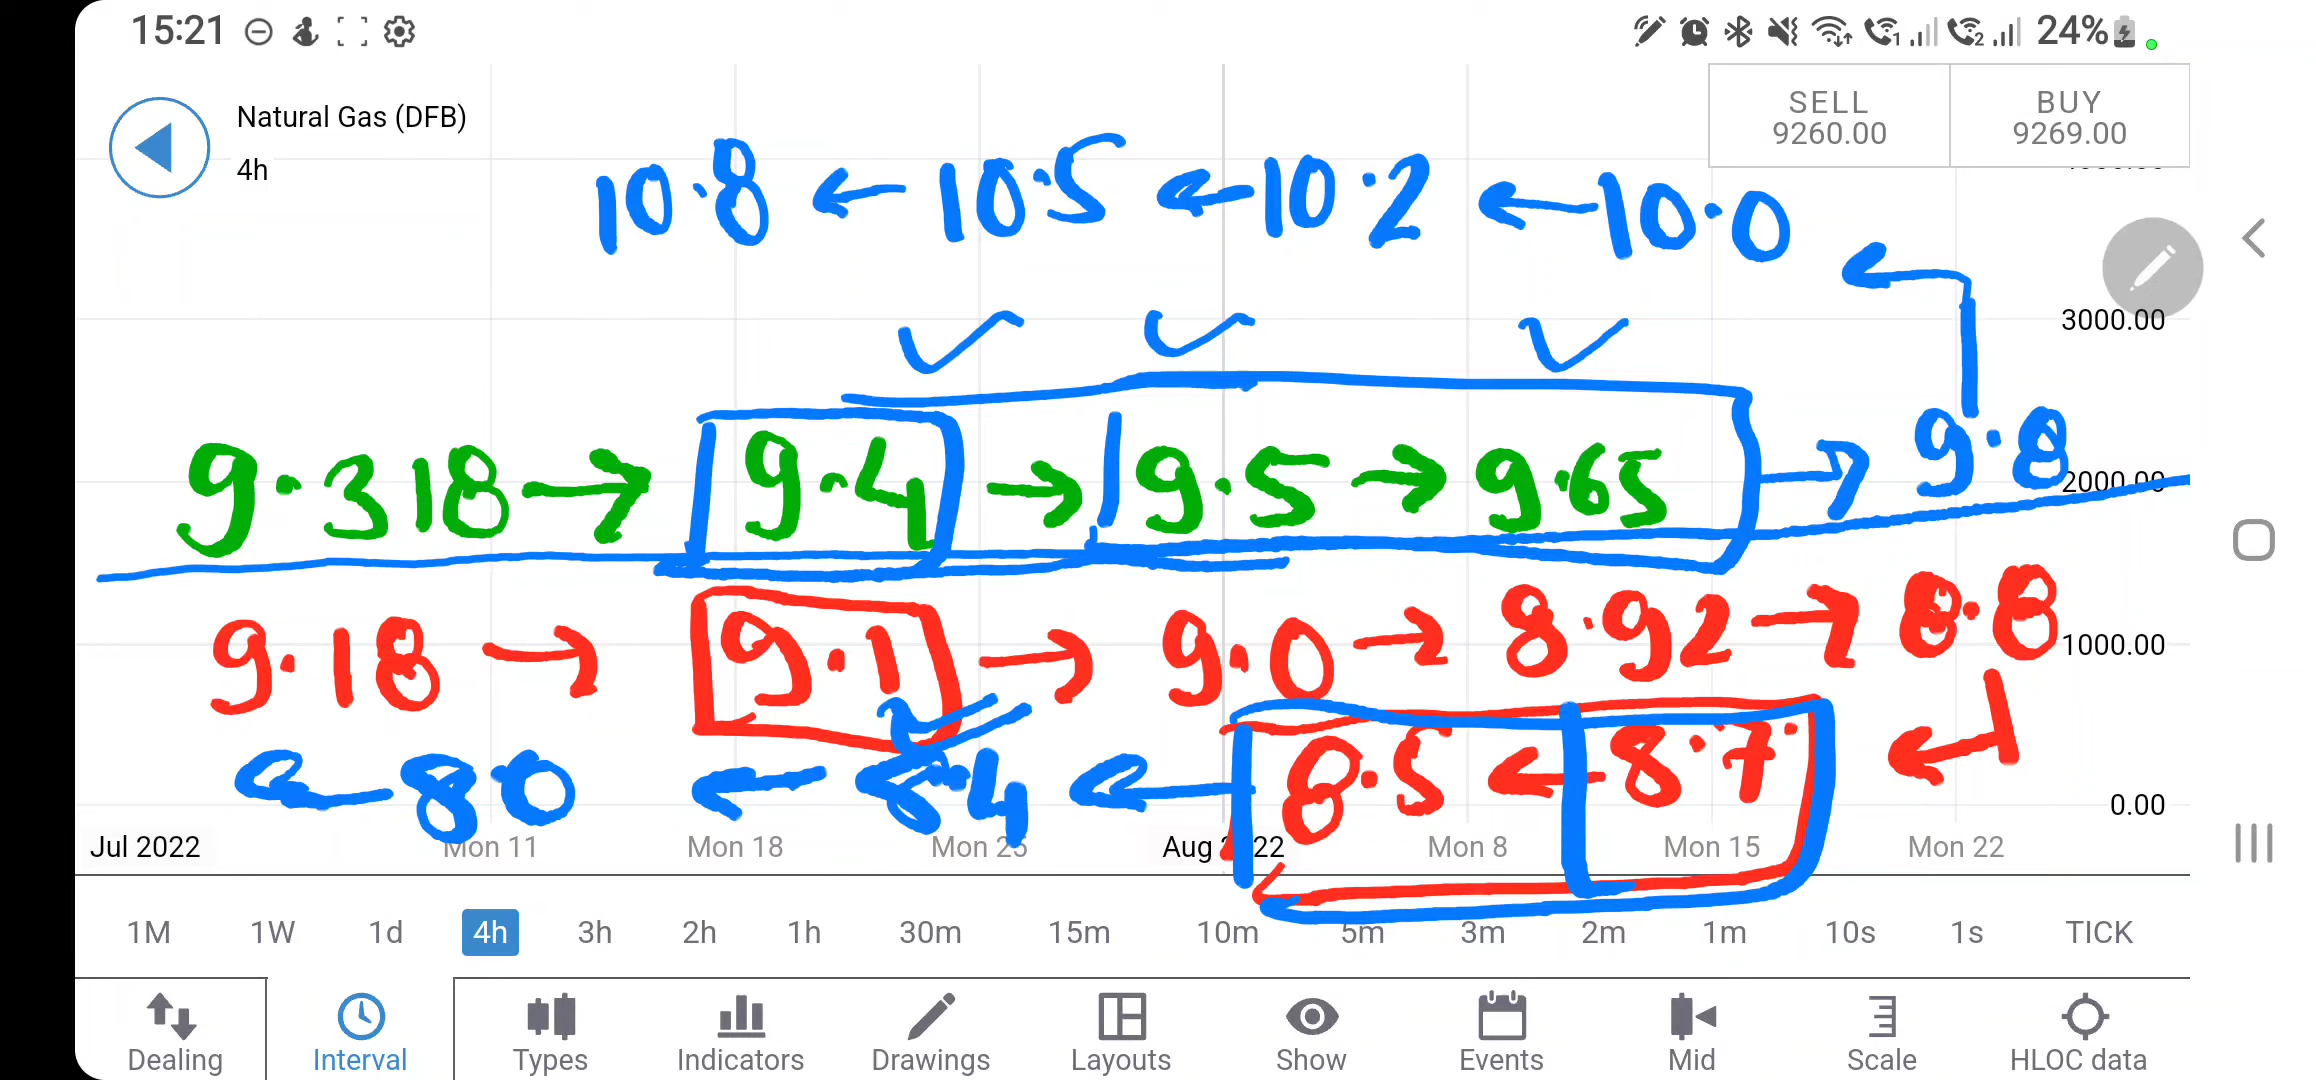 15:21 24%
Natural Gas (DFB)
4h
SELL BUY
9260.00 9269.00
10.8 ← 10.5 ← 10.2 ← 10.0
3000.00
9.318 → 9.4 → 9.5 → 9.65 → 9.8
2000.00
9.18 → 9.1 → 9.0 → 8.92 → 8.8
1000.00
← 8.0 ← 8.4 ← 8.5 ← 8.7
0.00
Jul 2022 Mon 11 Mon 18 Mon 25 Aug 2022 Mon 8 Mon 15 Mon 22
1M 1W 1d 4h 3h 2h 1h 30m 15m 10m 5m 3m 2m 1m 10s 1s TICK
Dealing Interval Types Indicators Drawings Layouts Show Events Mid Scale HLOC data